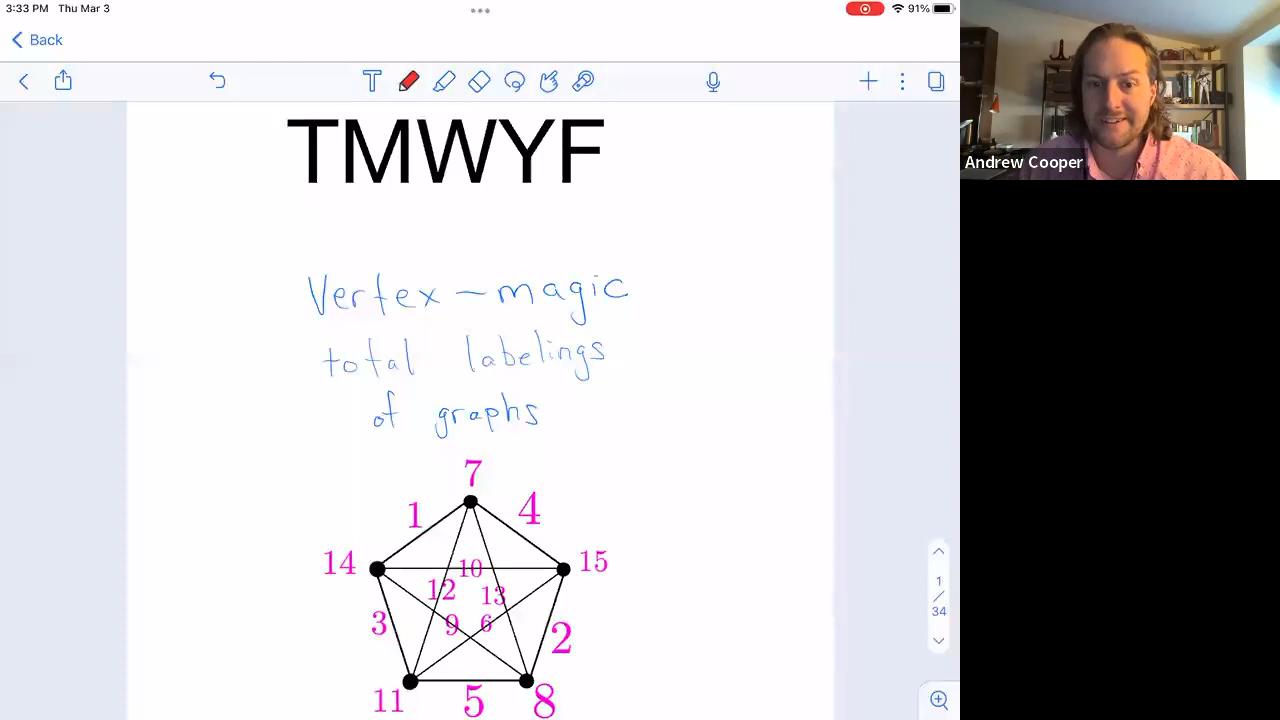 3:33 PM Thu Mar 3
91%
Back
TMWYF
Andrew Cooper
Vertex – magic
total labelings
of graphs
7
1 4
14 15
10
12 13
3 9 6 2
11 5 8
1
/
34